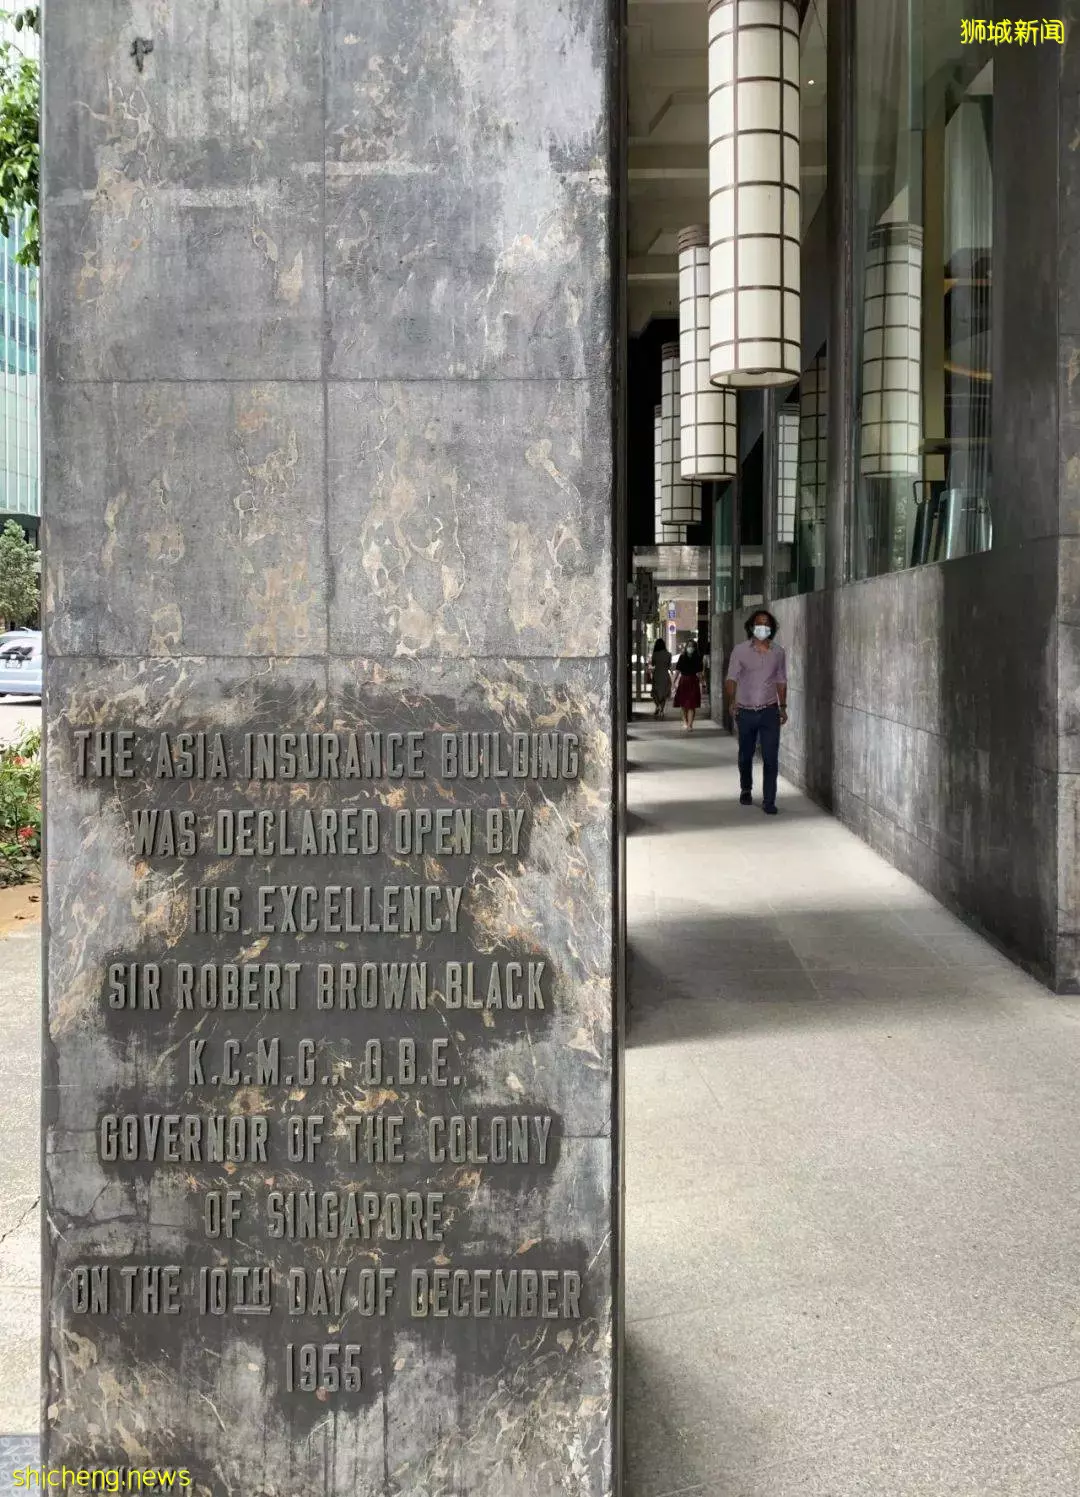 狮城新闻
THE ASIA INSURANCE BUILDING
WAS DECLARED OPEN BY
HIS EXCELLENCY
SIR ROBERT BROWN BLACK
K.C.M.G., O.B.E.
GOVERNOR OF THE COLONY
OF SINGAPORE
ON THE 10TH DAY OF DECEMBER
1955
shicheng.news